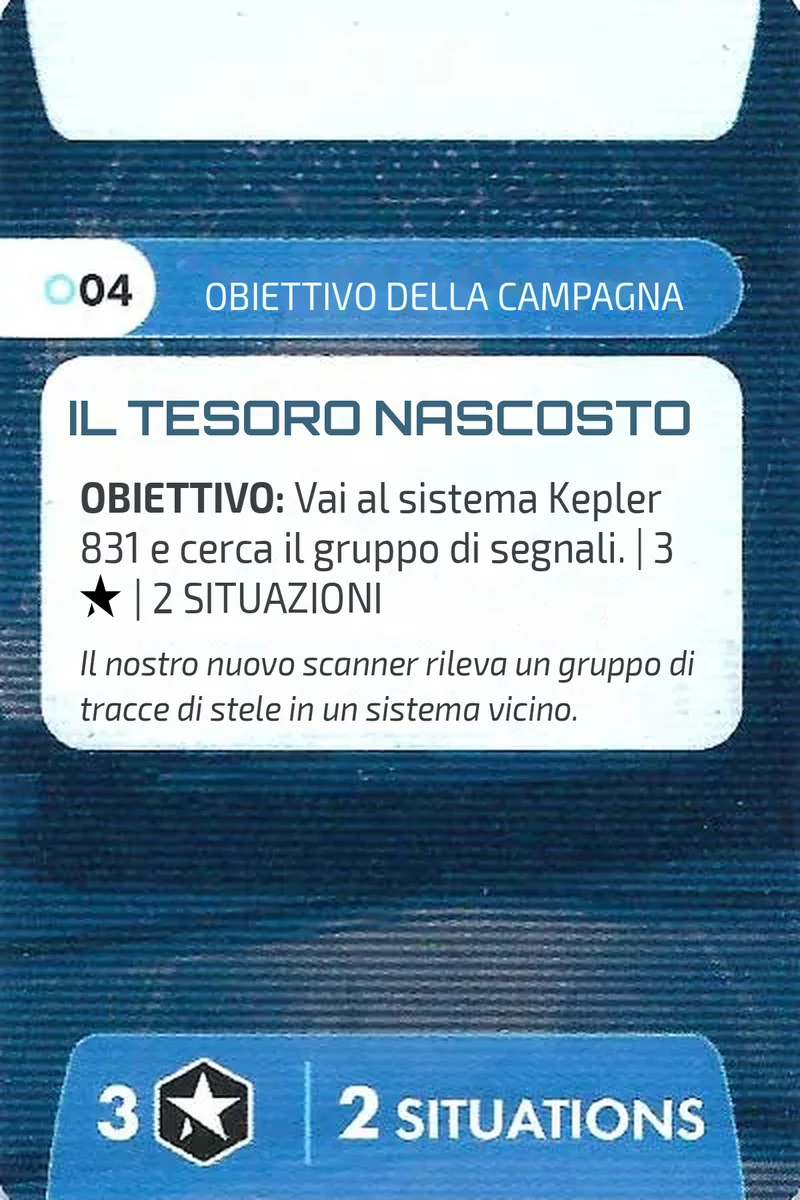 04 OBIETTIVO DELLA CAMPAGNA
IL TESORO NASCOSTO
OBIETTIVO: Vai al sistema Kepler
831 e cerca il gruppo di segnali. | 3
★ | 2 SITUAZIONI
Il nostro nuovo scanner rileva un gruppo di
tracce di stele in un sistema vicino.
3 | 2 SITUATIONS